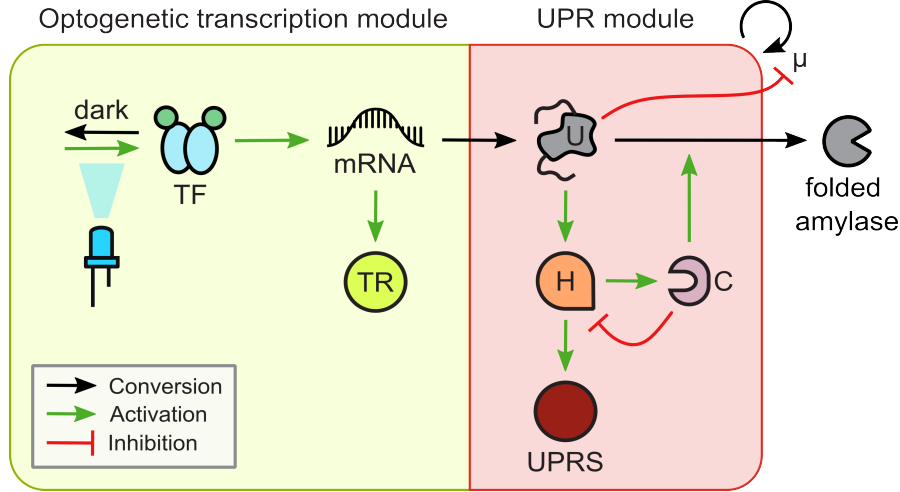 Optogenetic transcription module
UPR module
μ
dark
TF
mRNA
U
folded
amylase
TR
H
C
UPRS
Conversion
Activation
Inhibition